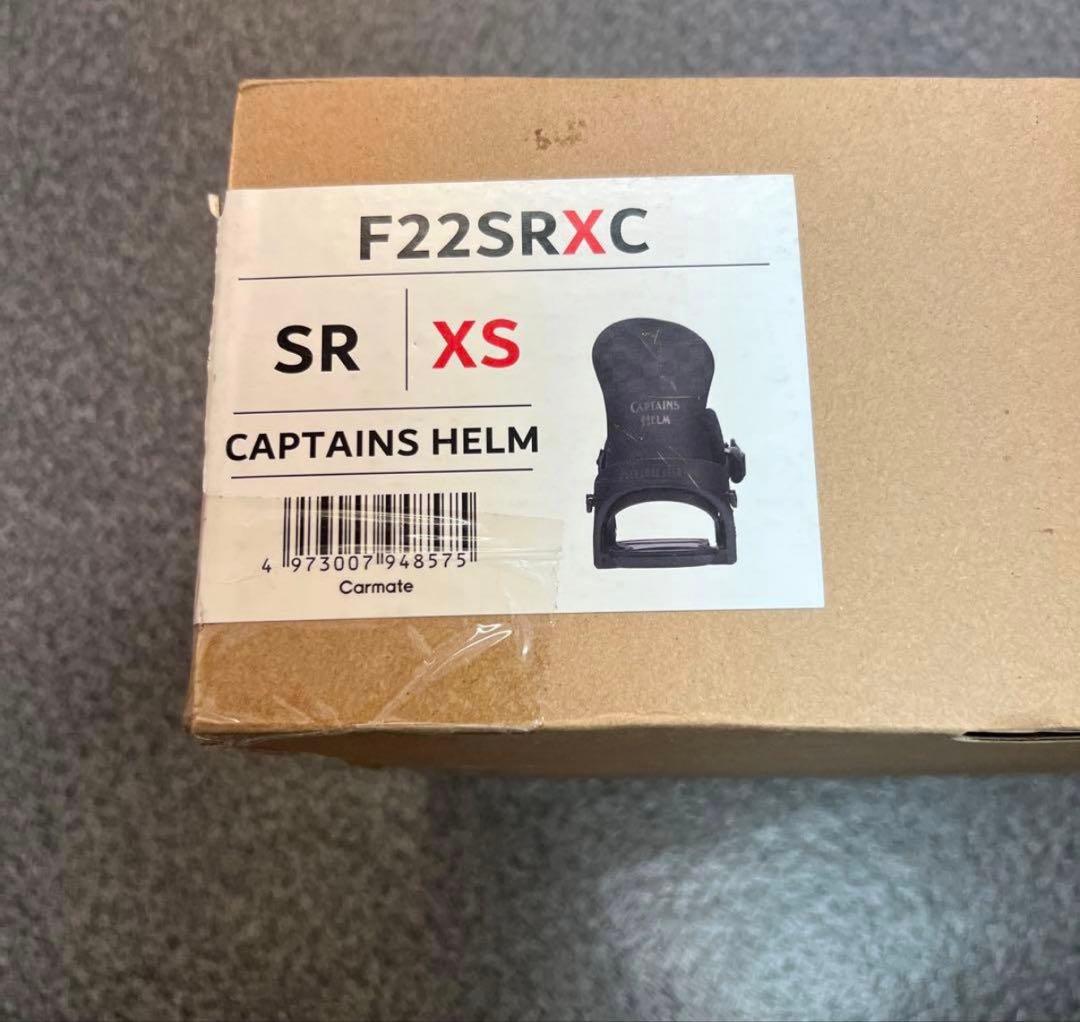 F22SRXC
SR
XS
CAPTAINS HELM
CAPTAINS
HELM
4 973007 948575
Carmate